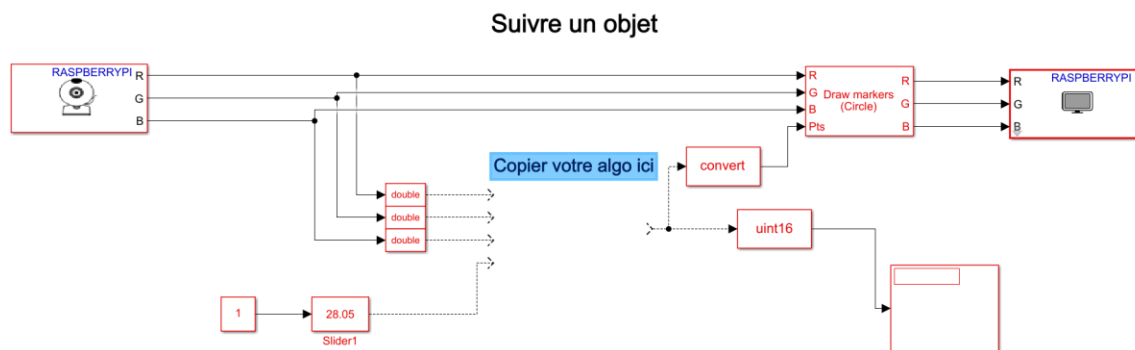 Suivre un objet
RASPBERRYPI
R
G
B
R
G
B
Pts
Draw markers
(Circle)
R
G
B
RASPBERRYPI
R
G
B
Copier votre algo ici
convert
double
double
double
uint16
1
28.05
Slider1